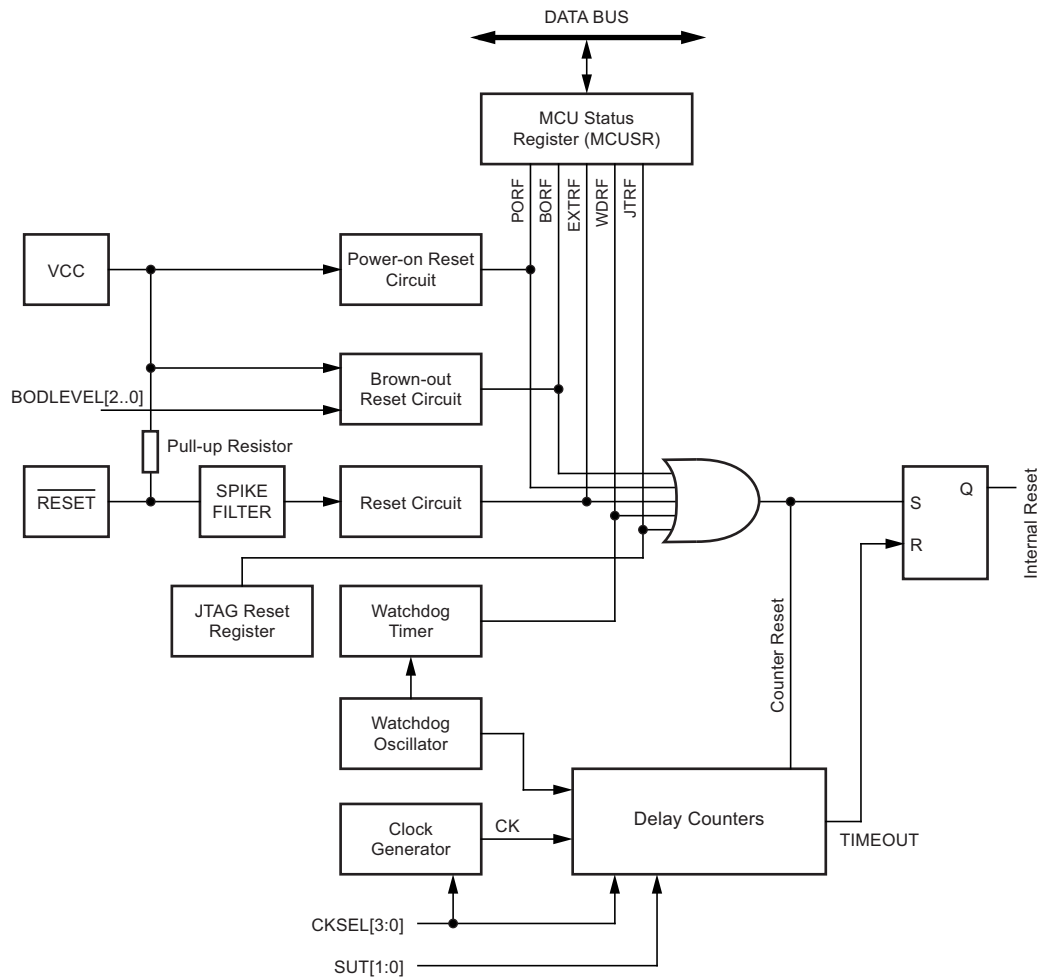 DATA BUS
MCU Status
Register (MCUSR)
PORF
BORF
EXTRF
WDRF
JTRF
VCC
Power-on Reset
Circuit
BODLEVEL[2..0]
Brown-out
Reset Circuit
Pull-up Resistor
RESET
SPIKE
FILTER
Reset Circuit
S
Q
R
Internal Reset
JTAG Reset
Register
Watchdog
Timer
Counter Reset
Watchdog
Oscillator
Clock
Generator
CK
Delay Counters
TIMEOUT
CKSEL[3:0]
SUT[1:0]